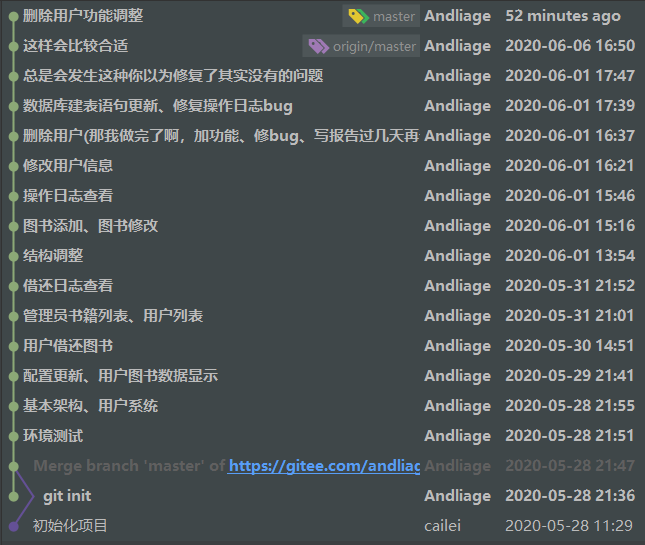 删除用户功能调整 master Andliage 52 minutes ago
这样会比较合适 origin/master Andliage 2020-06-06 16:50
总是会发生这种你以为修复了其实没有的问题 Andliage 2020-06-01 17:47
数据库建表语句更新、修复操作日志bug Andliage 2020-06-01 17:39
删除用户(那我做完了啊，加功能、修bug、写报告过几天再 Andliage 2020-06-01 16:37
修改用户信息 Andliage 2020-06-01 16:21
操作日志查看 Andliage 2020-06-01 15:46
图书添加、图书修改 Andliage 2020-06-01 15:16
结构调整 Andliage 2020-06-01 13:54
借还日志查看 Andliage 2020-05-31 21:52
管理员书籍列表、用户列表 Andliage 2020-05-31 21:01
用户借还图书 Andliage 2020-05-30 14:51
配置更新、用户图书数据显示 Andliage 2020-05-29 21:41
基本架构、用户系统 Andliage 2020-05-28 21:55
环境测试 Andliage 2020-05-28 21:51
Merge branch 'master' of https://gitee.com/andliag Andliage 2020-05-28 21:47
git init Andliage 2020-05-28 21:36
初始化项目 cailei 2020-05-28 11:29